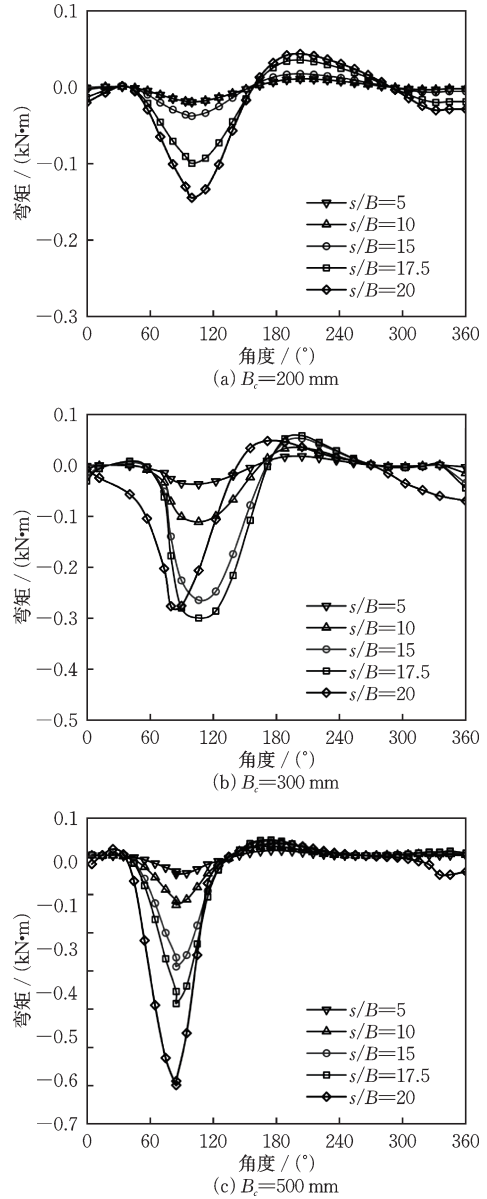 0.1
0.0
−0.1
−0.2
−0.3
弯矩 / (kN•m)
s/B=5
s/B=10
s/B=15
s/B=17.5
s/B=20
0 60 120 180 240 300 360
角度 / (°)
(a) B_c=200 mm
0.1
0.0
−0.1
−0.2
−0.3
−0.4
−0.5
弯矩 / (kN•m)
s/B=5
s/B=10
s/B=15
s/B=17.5
s/B=20
0 60 120 180 240 300 360
角度 / (°)
(b) B_c=300 mm
0.1
0.0
−0.1
−0.3
−0.4
−0.5
−0.6
−0.7
弯矩 / (kN•m)
s/B=5
s/B=10
s/B=15
s/B=17.5
s/B=20
0 60 120 180 240 300 360
角度 / (°)
(c) B_c=500 mm